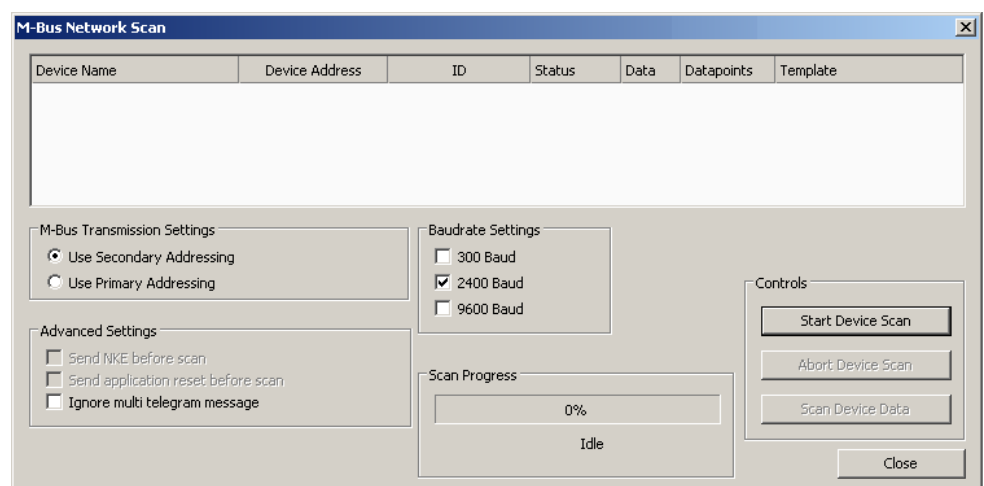 M-Bus Network Scan
Device Name Device Address ID Status Data Datapoints Template
M-Bus Transmission Settings
Use Secondary Addressing
Use Primary Addressing
Baudrate Settings
300 Baud
2400 Baud
9600 Baud
Advanced Settings
Send NKE before scan
Send application reset before scan
Ignore multi telegram message
Scan Progress
0%
Idle
Controls
Start Device Scan
Abort Device Scan
Scan Device Data
Close